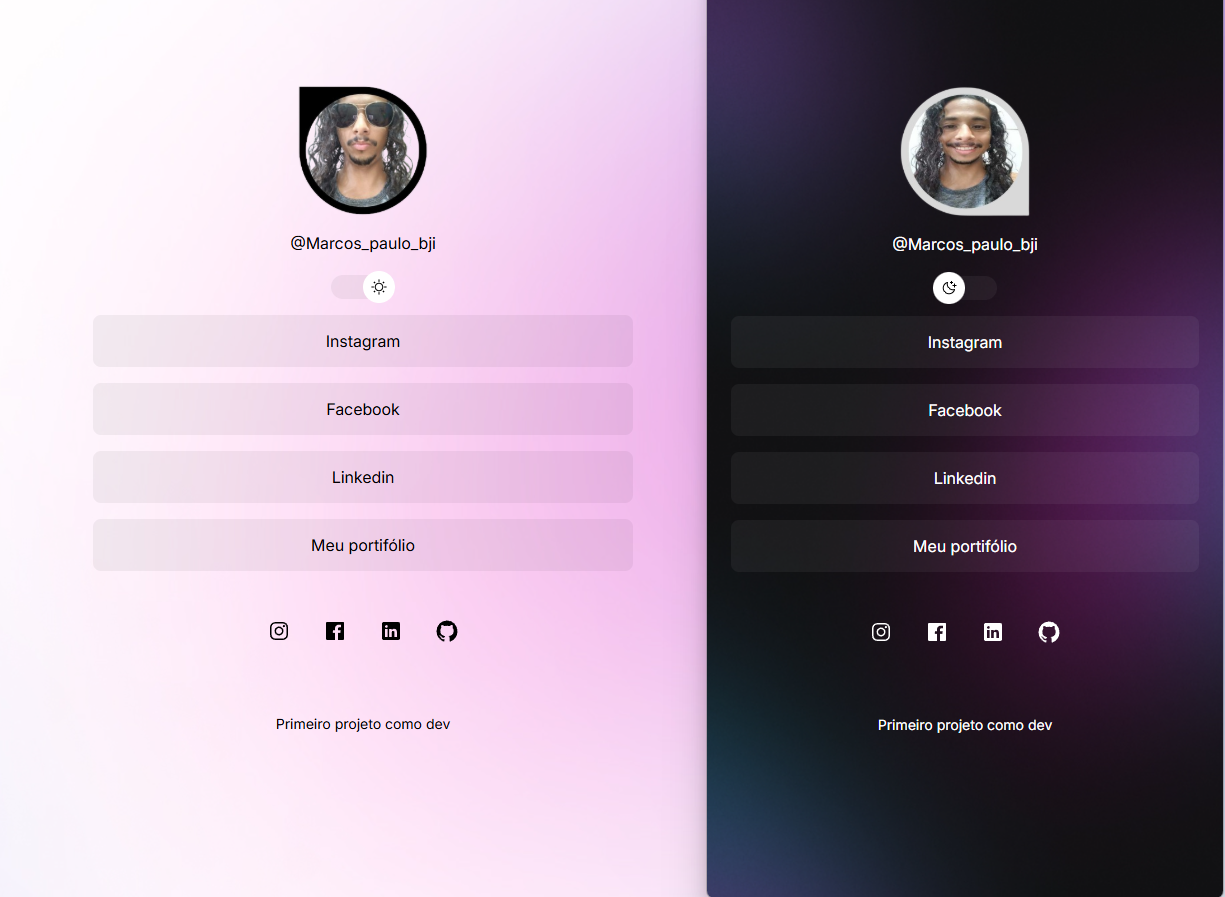 @Marcos_paulo_bji
Instagram
Facebook
Linkedin
Meu portifólio
Primeiro projeto como dev
@Marcos_paulo_bji
Instagram
Facebook
Linkedin
Meu portifólio
Primeiro projeto como dev